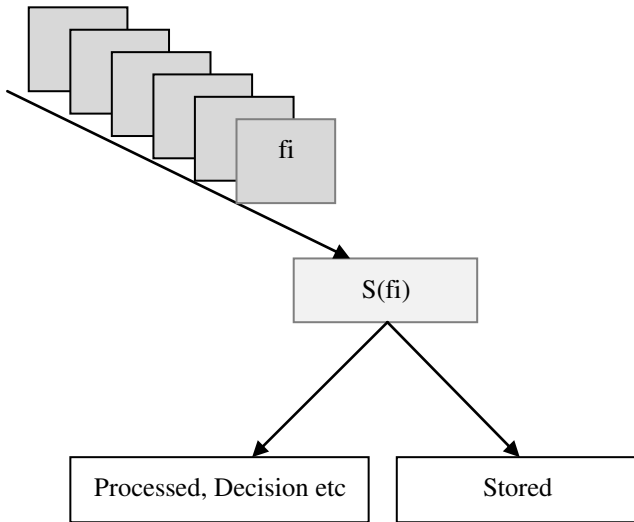 fi
S(fi)
Processed, Decision etc
Stored